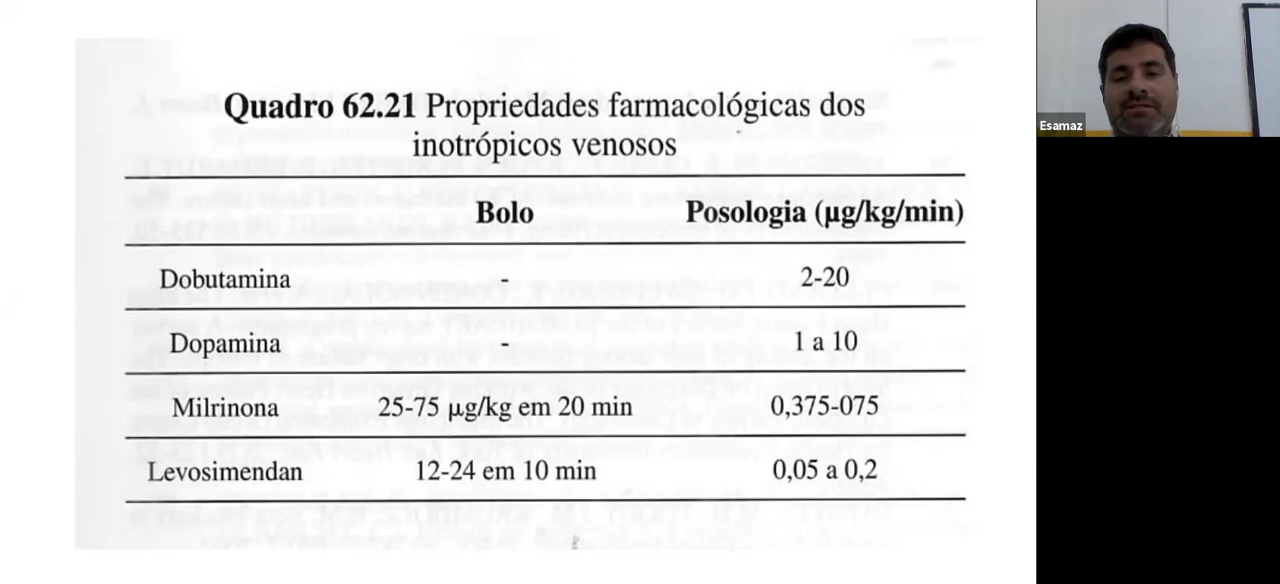 Quadro 62.21 Propriedades farmacológicas dos
inotrópicos venosos
Bolo Posologia (μg/kg/min)
Dobutamina - 2-20
Dopamina - 1 a 10
Milrinona 25-75 μg/kg em 20 min 0,375-075
Levosimendan 12-24 em 10 min 0,05 a 0,2
Esamaz